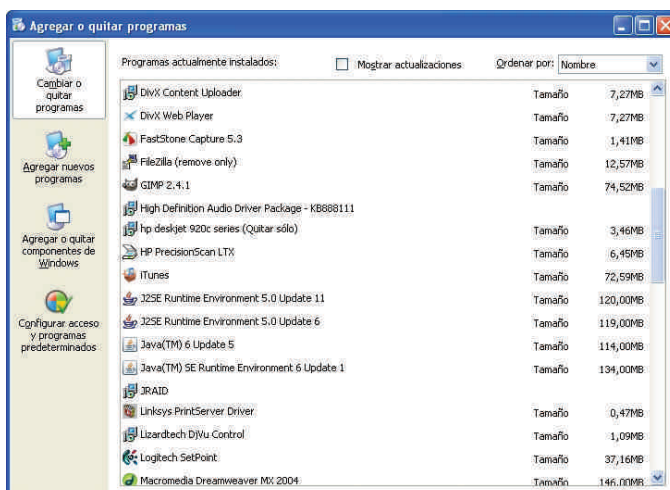 Agregar o quitar programas
Cambiar o
quitar
programas
Agregar nuevos
programas
Agregar o quitar
componentes de
Windows
Configurar acceso
y programas
predeterminados
Programas actualmente instalados: Mostrar actualizaciones Ordenar por: Nombre
DivX Content Uploader Tamaño 7,27MB
DivX Web Player Tamaño 7,27MB
FastStone Capture 5.3 Tamaño 1,41MB
FileZilla (remove only) Tamaño 12,57MB
GIMP 2.4.1 Tamaño 74,52MB
High Definition Audio Driver Package - KB888111
hp deskjet 920c series (Quitar sólo) Tamaño 3,46MB
HP PrecisionScan LTX Tamaño 6,45MB
iTunes Tamaño 72,59MB
J2SE Runtime Environment 5.0 Update 11 Tamaño 120,00MB
J2SE Runtime Environment 5.0 Update 6 Tamaño 119,00MB
Java(TM) 6 Update 5 Tamaño 114,00MB
Java(TM) SE Runtime Environment 6 Update 1 Tamaño 134,00MB
JRAID
Linksys PrintServer Driver Tamaño 0,47MB
Lizardtech DjVu Control Tamaño 1,09MB
Logitech SetPoint Tamaño 37,16MB
Macromedia Dreamweaver MX 2004 Tamaño 146,00MB